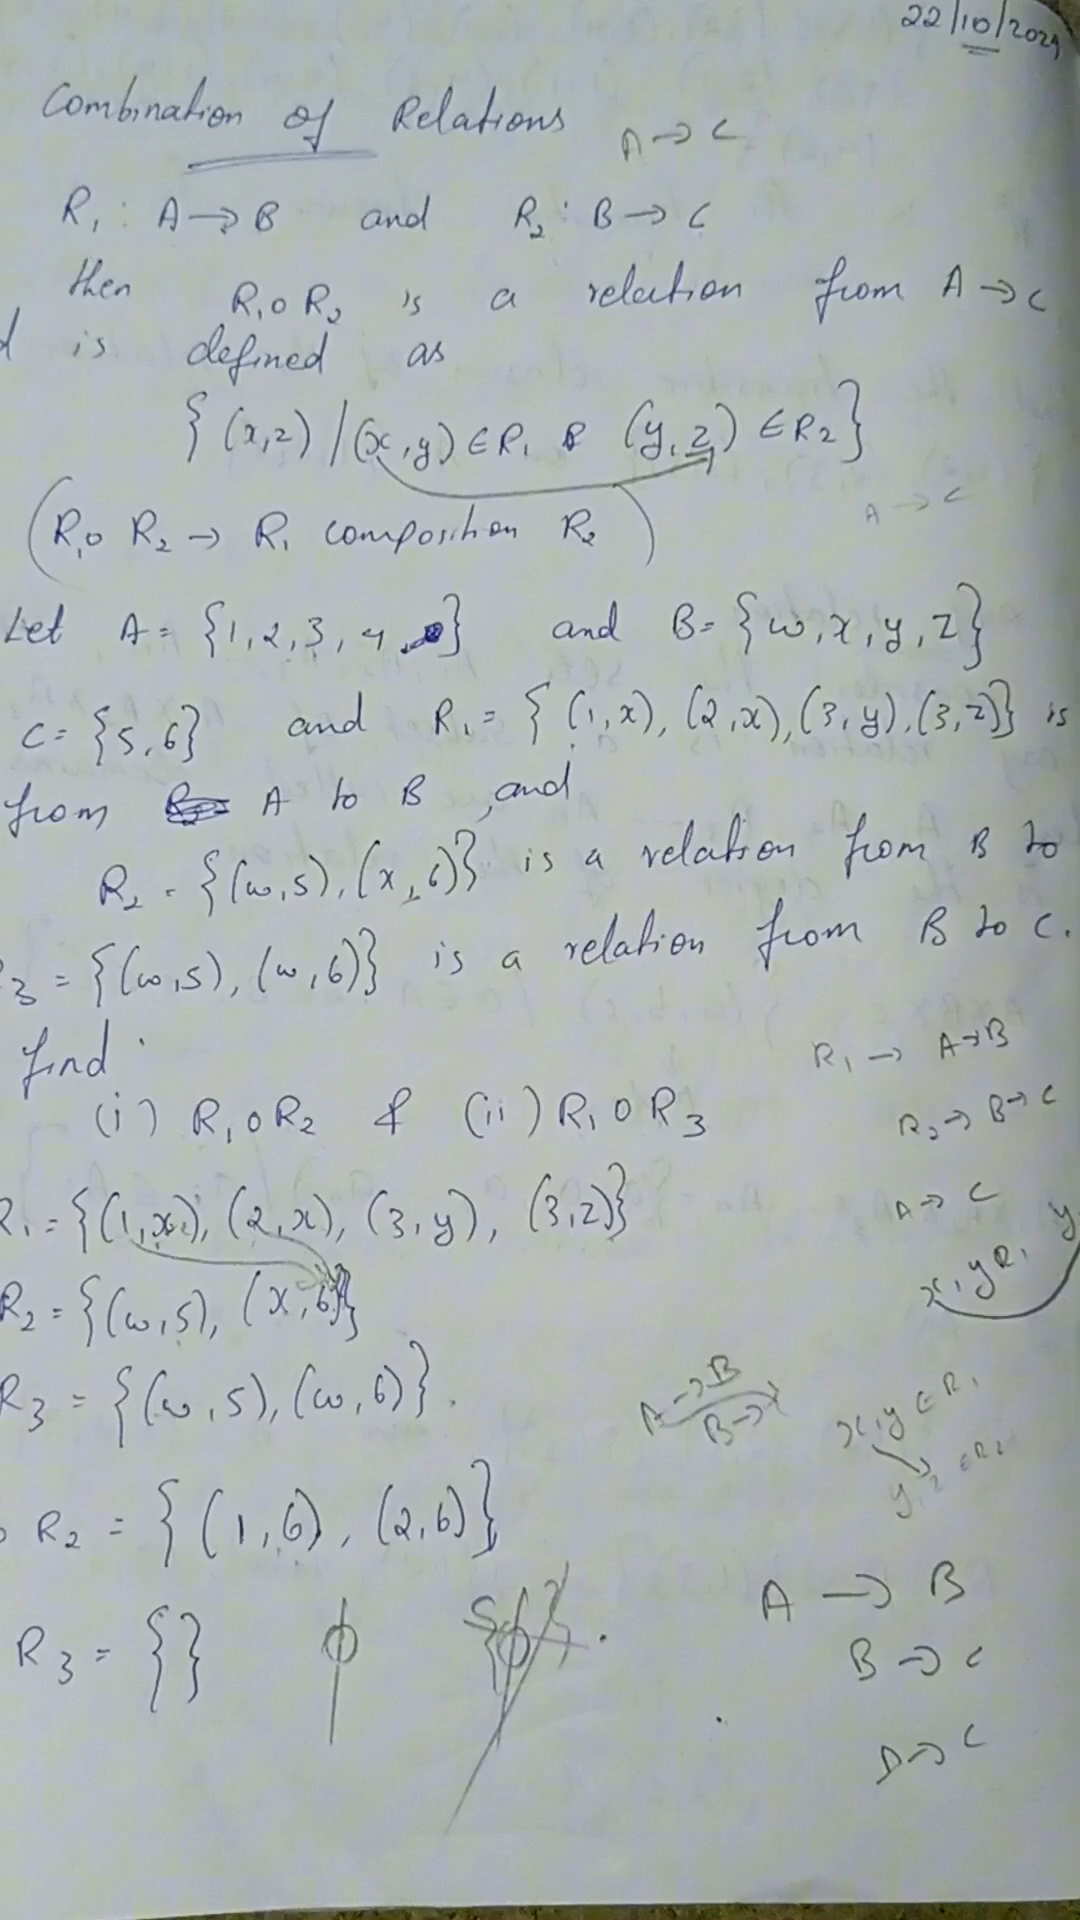 22/10/2024
Combination of Relations
A → C
R₁ : A → B and R₂ : B → C
then R₁ o R₂ is a relation from A → C
d is defined as
{ (x,z) / (x,y) ∈ R₁ & (y,z) ∈ R₂ }
(R₁ o R₂ → R₁ composition R₂)
A → C
Let A = {1, 2, 3, 4 } and B = {w, x, y, z}
C = {5, 6} and R₁ = { (1,x), (2,x), (3,y), (3,z)} is
from A to B, and
R₂ = {(w,5), (x,6)} is a relation from B to
3 = {(w,5), (w,6)} is a relation from B to C.
find :
(i) R₁ o R₂ & (ii) R₁ o R₃
R₁ → A → B
R₂ → B → C
A → C
R₁ = {(1,x), (2,x), (3,y), (3,z)}
x, y R₁ y
R₂ = {(w,5), (x,6)}
R₃ = {(w,5), (w,6)}.
A → B
B →
x, y ∈ R₁
y, z ∈ R₂
o R₂ = { (1,6), (2,6)}
R₃ = { } ϕ {ϕ}.
A → B
B → C
A → C